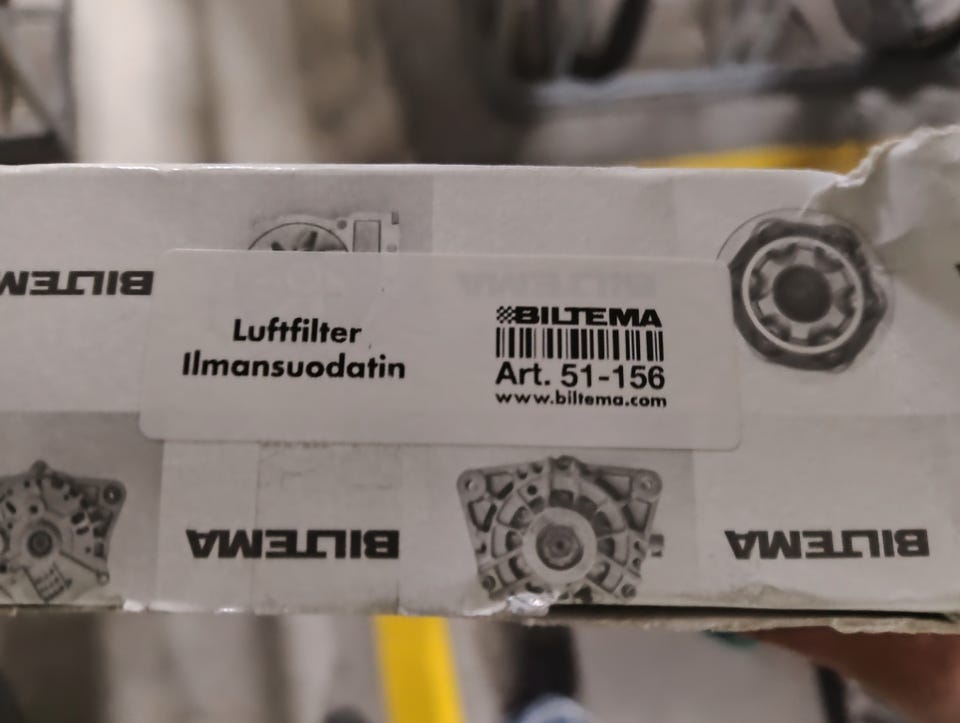 BILTEMA
Luftfilter
Ilmansuodatin
BILTEMA
Art. 51-156
www.biltema.com
BILTEMA
BILTEMA